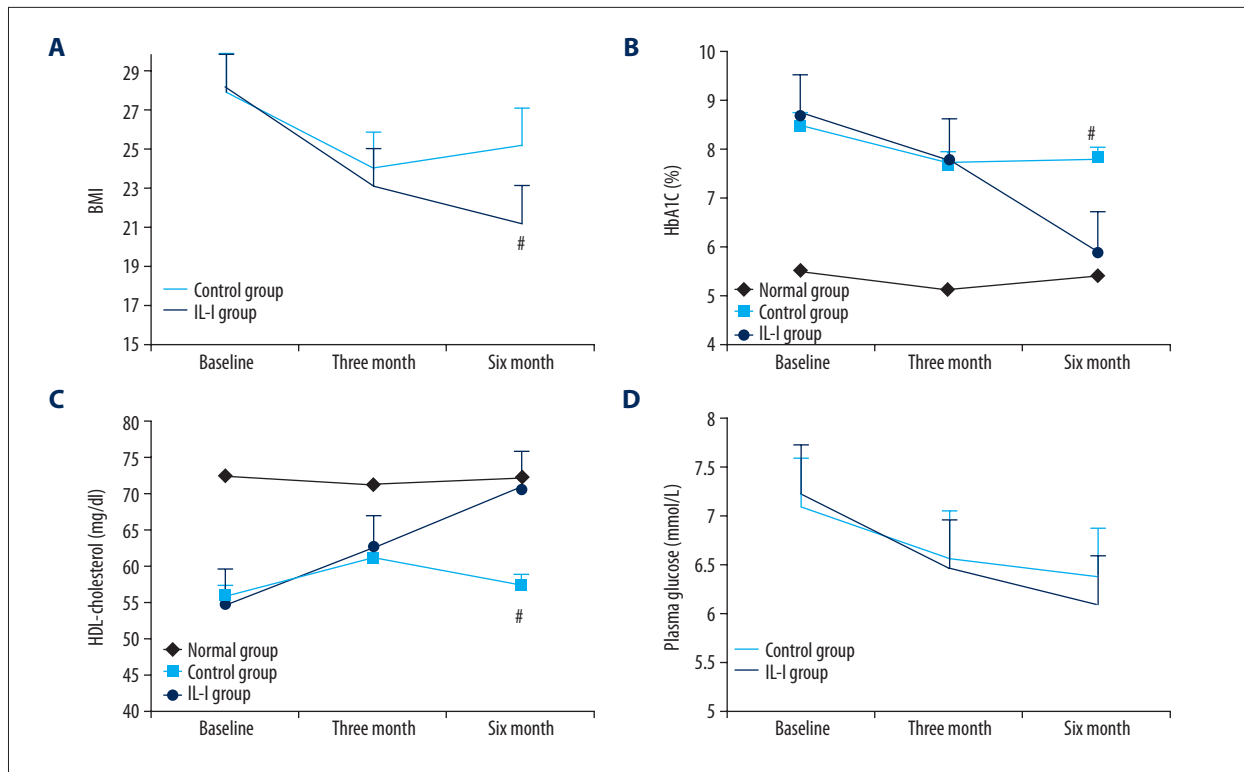 A
BMI
29
27
25
23
21
19
17
15
#
Control group
IL-I group
Baseline
Three month
Six month
B
HbA1C (%)
10
9
8
7
6
5
4
#
Normal group
Control group
IL-I group
Baseline
Three month
Six month
C
HDL-cholesterol (mg/dl)
80
75
70
65
60
55
50
45
40
#
Normal group
Control group
IL-I group
Baseline
Three month
Six month
D
Plasma glucose (mmol/L)
8
7.5
7
6.5
6
5.5
5
Control group
IL-I group
Baseline
Three month
Six month